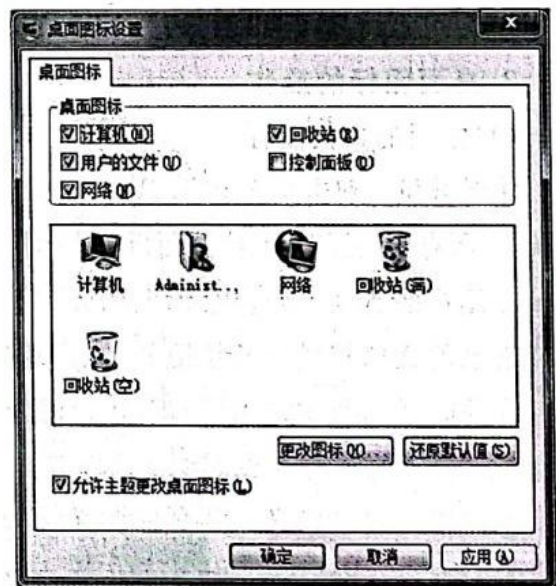 桌面图标设置
桌面图标
桌面图标
计算机(M) 回收站(R)
用户的文件(U) 控制面板(O)
网络(N)
计算机 Administ... 网络 回收站(满)
回收站(空)
更改图标(H)... 还原默认值(S)
允许主题更改桌面图标(L)
确定 取消 应用(A)